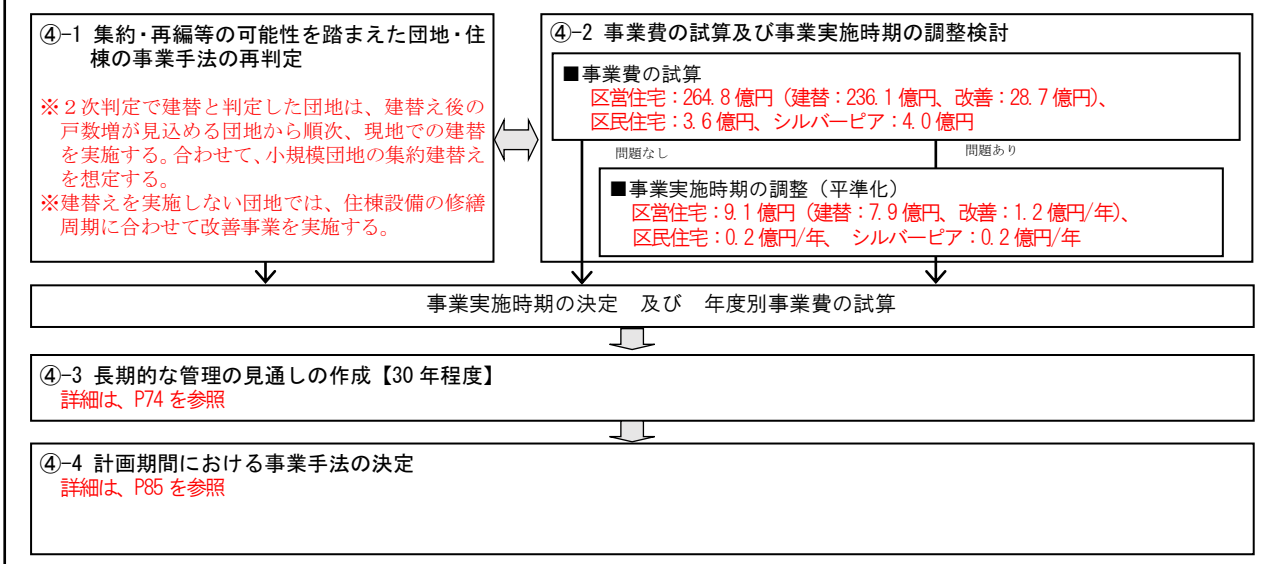 ④-1 集約・再編等の可能性を踏まえた団地・住
棟の事業手法の再判定
※２次判定で建替と判定した団地は、建替え後の
戸数増が見込める団地から順次、現地での建替
を実施する。合わせて、小規模団地の集約建替え
を想定する。
※建替えを実施しない団地では、住棟設備の修繕
周期に合わせて改善事業を実施する。
④-2 事業費の試算及び事業実施時期の調整検討
■事業費の試算
区営住宅：264.8億円（建替：236.1億円、改善：28.7億円）、
区民住宅：3.6億円、シルバーピア：4.0億円
問題なし
問題あり
■事業実施時期の調整（平準化）
区営住宅：9.1億円（建替：7.9億円、改善：1.2億円/年）、
区民住宅：0.2億円/年、 シルバーピア：0.2億円/年
事業実施時期の決定　及び　年度別事業費の試算
④-3 長期的な管理の見通しの作成【30年程度】
詳細は、P74を参照
④-4 計画期間における事業手法の決定
詳細は、P85を参照